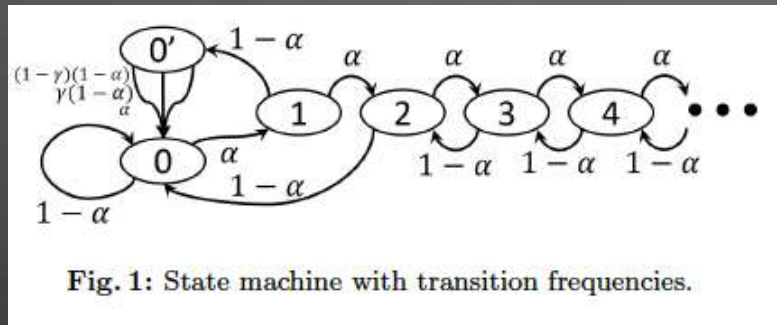 0' 1 − α
(1 − γ)(1 − α)
γ(1 − α)
α
α α α α
1 2 3 4 • • •
0 α
1 − α
1 − α 1 − α 1 − α
1 − α
Fig. 1: State machine with transition frequencies.